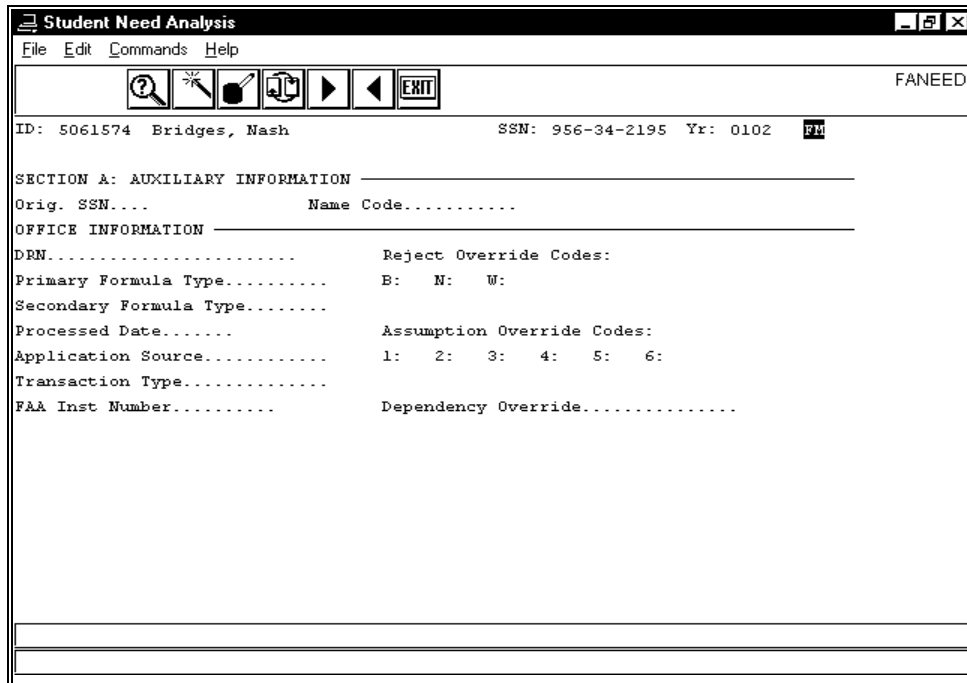 Student Need Analysis
File Edit Commands Help
EXIT FANEED
ID: 5061574 Bridges, Nash SSN: 956-34-2195 Yr: 0102 FM
SECTION A: AUXILIARY INFORMATION
Orig. SSN.... Name Code...........
OFFICE INFORMATION
DRN........................ Reject Override Codes:
Primary Formula Type.......... B: N: W:
Secondary Formula Type........
Processed Date....... Assumption Override Codes:
Application Source............ 1: 2: 3: 4: 5: 6:
Transaction Type..............
FAA Inst Number.......... Dependency Override...............